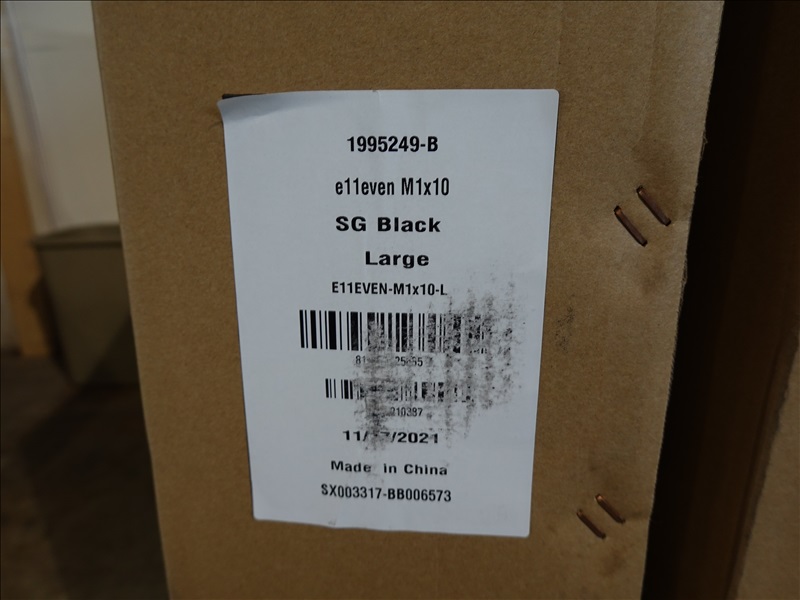 1995249-B
e11even M1x10
SG Black
Large
E11EVEN-M1x10-L
Made in China
SX003317-BB006573